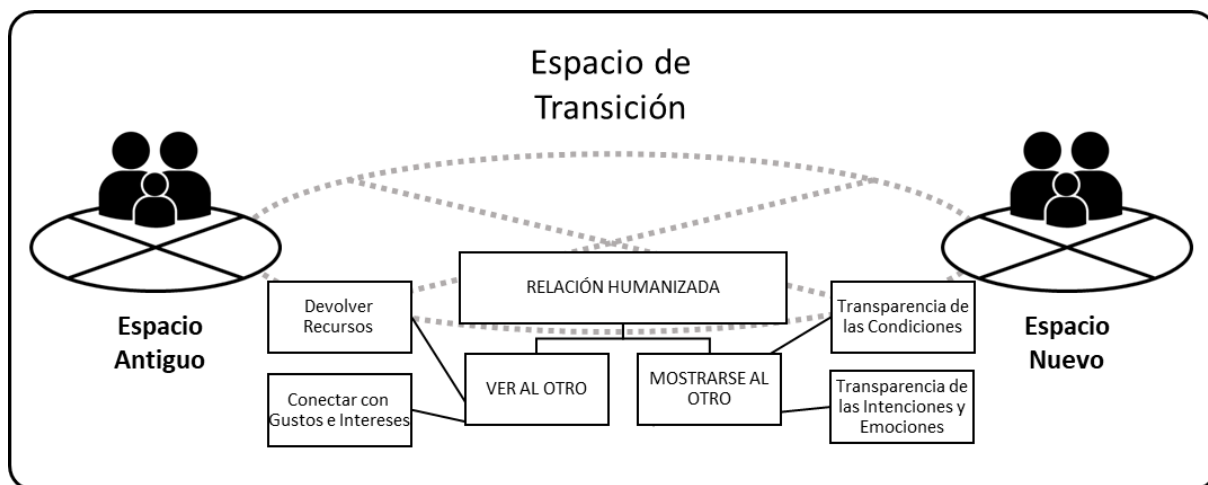 Espacio de
Transición
Espacio
Antiguo
Devolver
Recursos
Conectar con
Gustos e Intereses
RELACIÓN HUMANIZADA
VER AL OTRO
MOSTRARSE AL
OTRO
Transparencia de
las Condiciones
Transparencia de
las Intenciones y
Emociones
Espacio
Nuevo